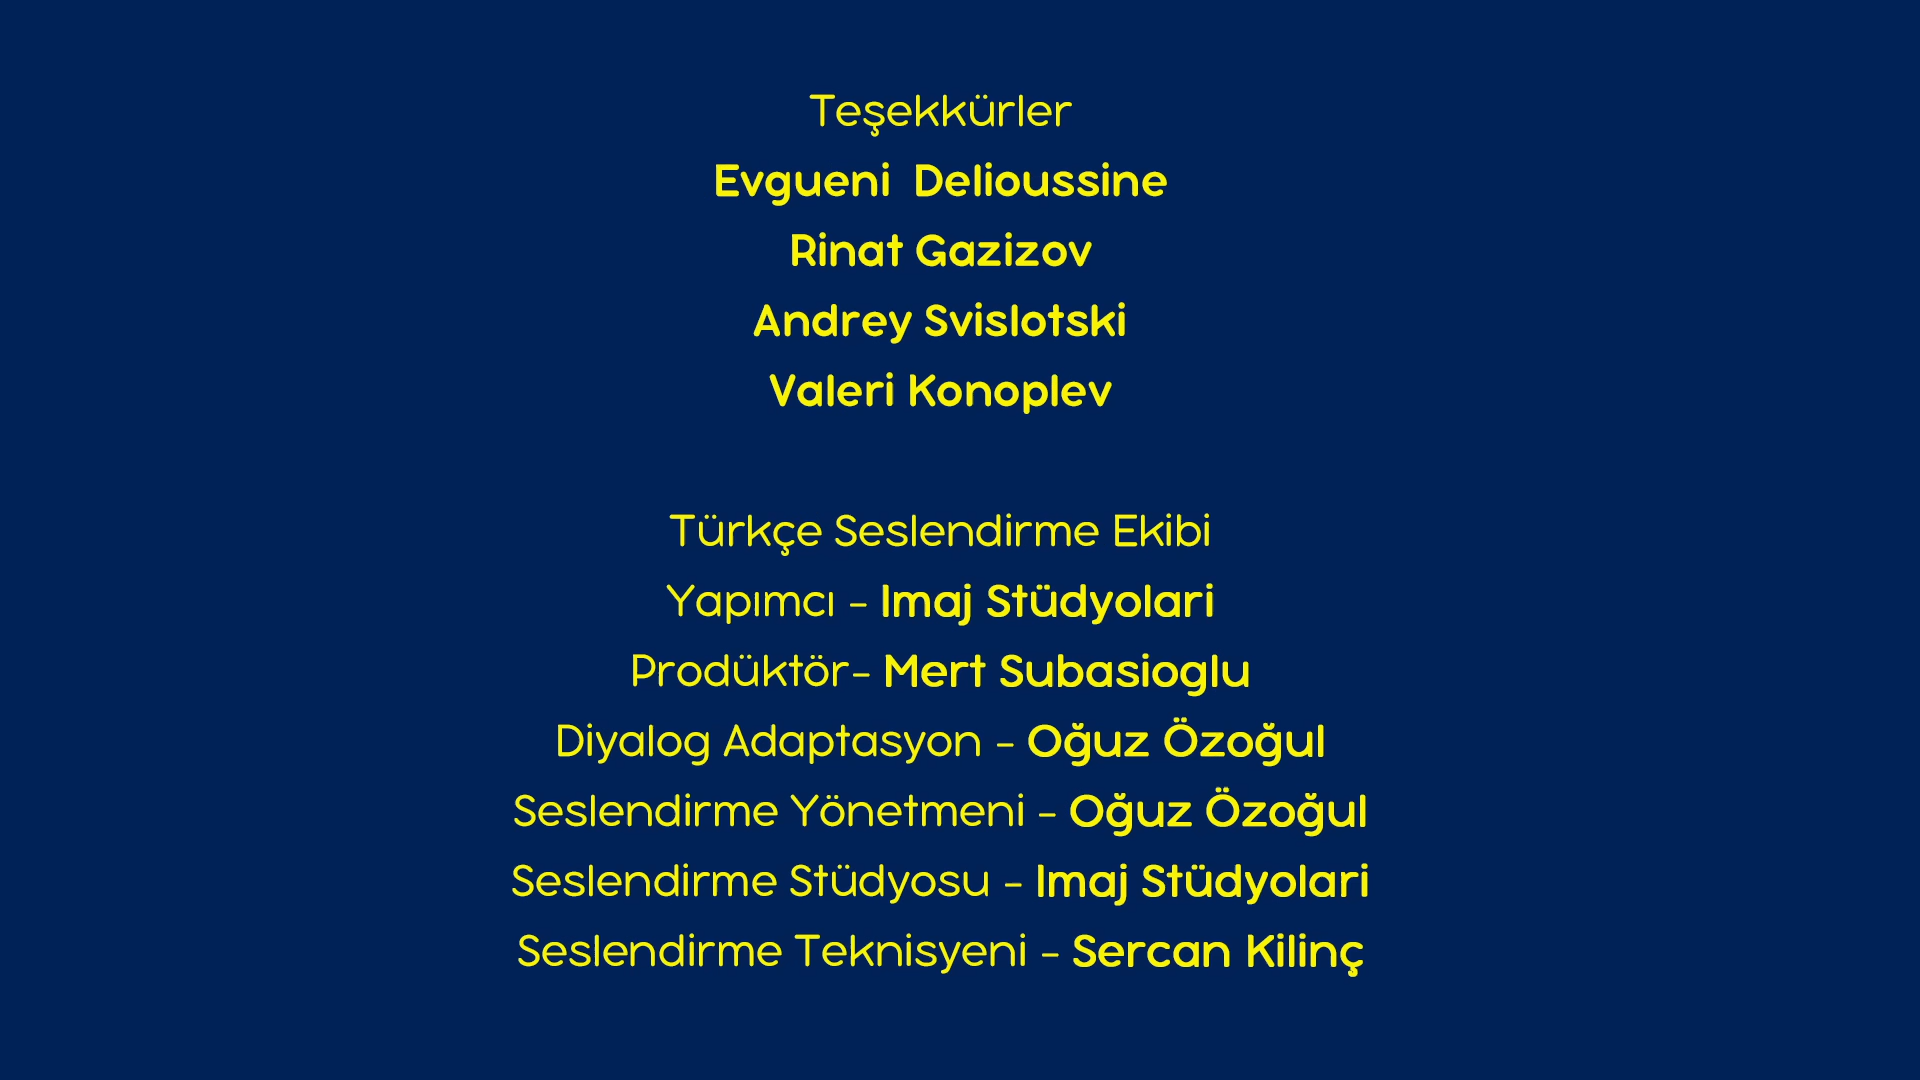 Teşekkürler
Evgueni  Delioussine
Rinat Gazizov
Andrey Svislotski
Valeri Konoplev
Türkçe Seslendirme Ekibi
Yapımcı - Imaj Stüdyolari
Prodüktör- Mert Subasioglu
Diyalog Adaptasyon - Oğuz Özoğul
Seslendirme Yönetmeni - Oğuz Özoğul
Seslendirme Stüdyosu - Imaj Stüdyolari
Seslendirme Teknisyeni - Sercan Kilinç